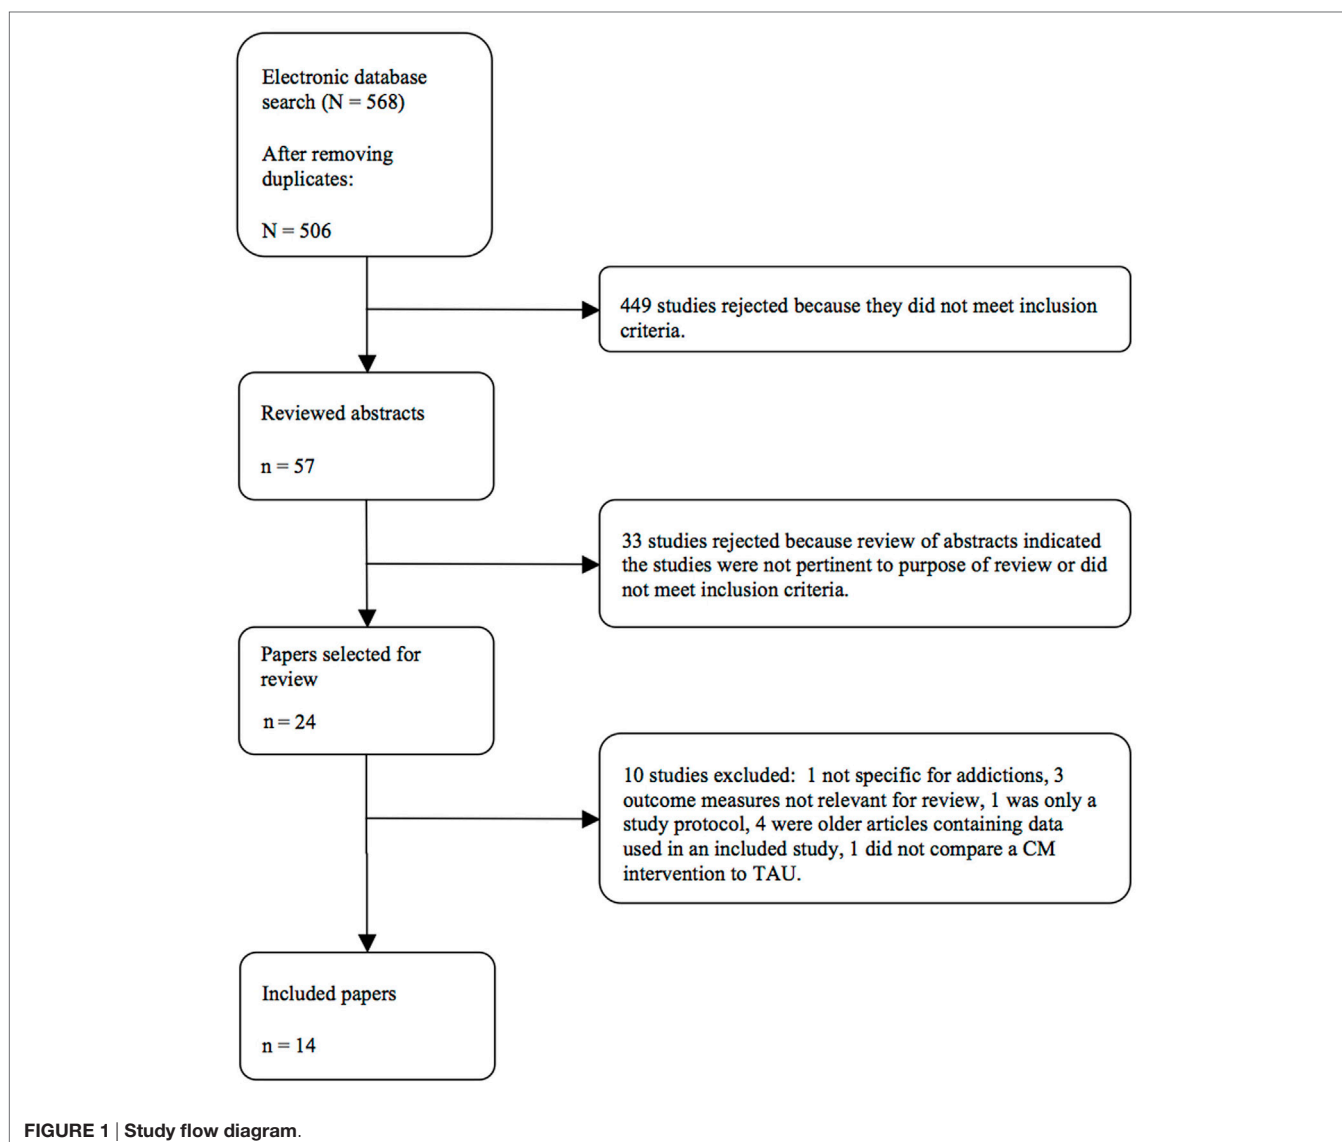 Electronic database
search (N = 568)
After removing
duplicates:
N = 506
449 studies rejected because they did not meet inclusion
criteria.
Reviewed abstracts
n = 57
33 studies rejected because review of abstracts indicated
the studies were not pertinent to purpose of review or did
not meet inclusion criteria.
Papers selected for
review
n = 24
10 studies excluded:  1 not specific for addictions, 3
outcome measures not relevant for review, 1 was only a
study protocol, 4 were older articles containing data
used in an included study, 1 did not compare a CM
intervention to TAU.
Included papers
n = 14
FIGURE 1 | Study flow diagram.